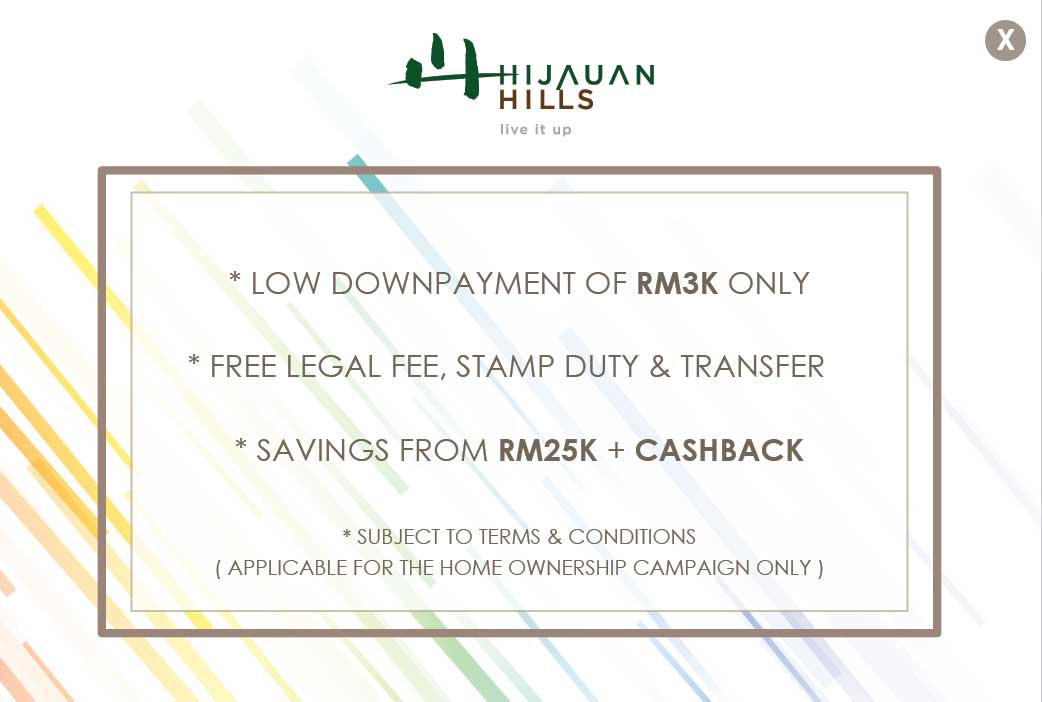 X
HIJAUAN
HILLS
live it up
* LOW DOWNPAYMENT OF RM3K ONLY
* FREE LEGAL FEE, STAMP DUTY & TRANSFER
* SAVINGS FROM RM25K + CASHBACK
* SUBJECT TO TERMS & CONDITIONS
( APPLICABLE FOR THE HOME OWNERSHIP CAMPAIGN ONLY )